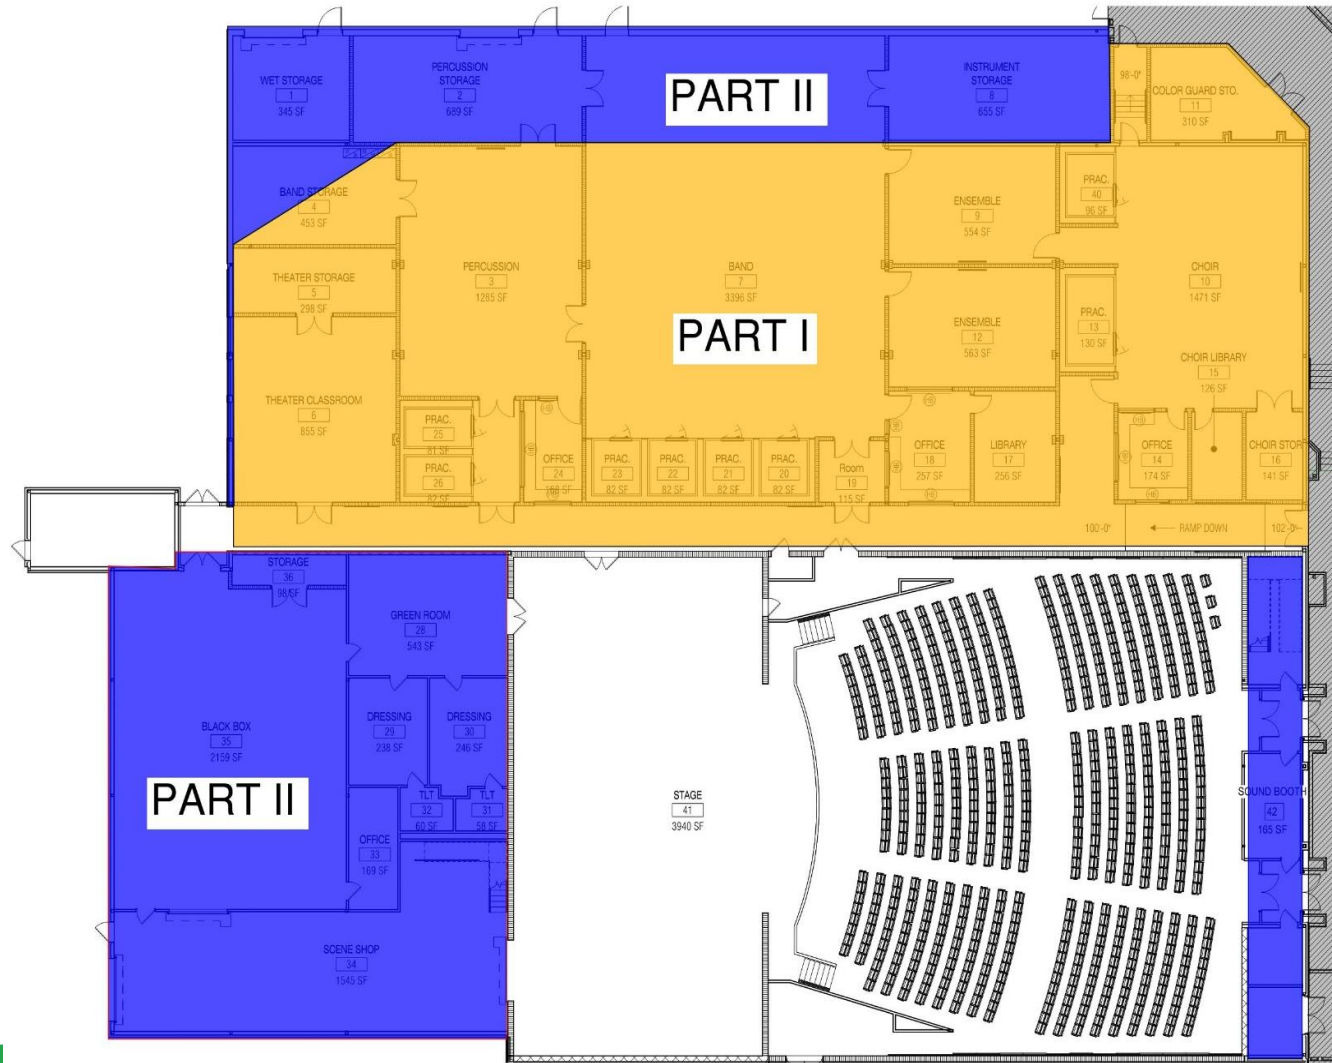 WET STORAGE
1
345 SF
PERCUSSION
STORAGE
2
689 SF
PART II
INSTRUMENT
STORAGE
8
655 SF
98'-0"
COLOR GUARD STO.
11
310 SF
BAND STORAGE
4
453 SF
PRAC.
40
96 SF
ENSEMBLE
9
554 SF
THEATER STORAGE
5
298 SF
PERCUSSION
3
1285 SF
BAND
7
3396 SF
CHOIR
10
1471 SF
PART I
ENSEMBLE
12
563 SF
PRAC.
13
130 SF
CHOIR LIBRARY
15
126 SF
THEATER CLASSROOM
6
855 SF
PRAC.
25
81 SF
PRAC.
26
82 SF
OFFICE
24
PRAC.
23
82 SF
PRAC.
22
82 SF
PRAC.
21
82 SF
PRAC.
20
82 SF
Room
19
115 SF
OFFICE
18
257 SF
LIBRARY
17
256 SF
OFFICE
14
174 SF
CHOIR STOR
16
141 SF
100'-0"
RAMP DOWN
102'-0"
STORAGE
36
98 SF
GREEN ROOM
28
543 SF
BLACK BOX
35
2159 SF
DRESSING
29
238 SF
DRESSING
30
246 SF
PART II
TLT
32
60 SF
TLT
31
58 SF
OFFICE
33
169 SF
SCENE SHOP
34
1545 SF
STAGE
41
3940 SF
SOUND BOOTH
42
165 SF